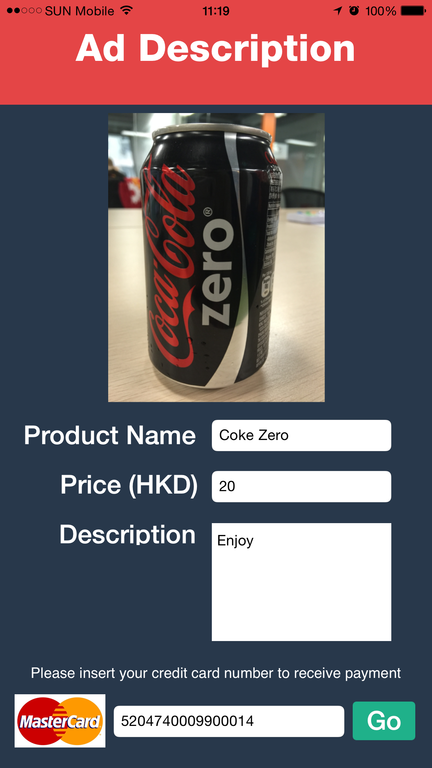 SUN Mobile 11:19 100%
Ad Description
Coca-Cola
zero®
Product Name Coke Zero
Price (HKD) 20
Description Enjoy
Please insert your credit card number to receive payment
MasterCard 5204740009900014 Go